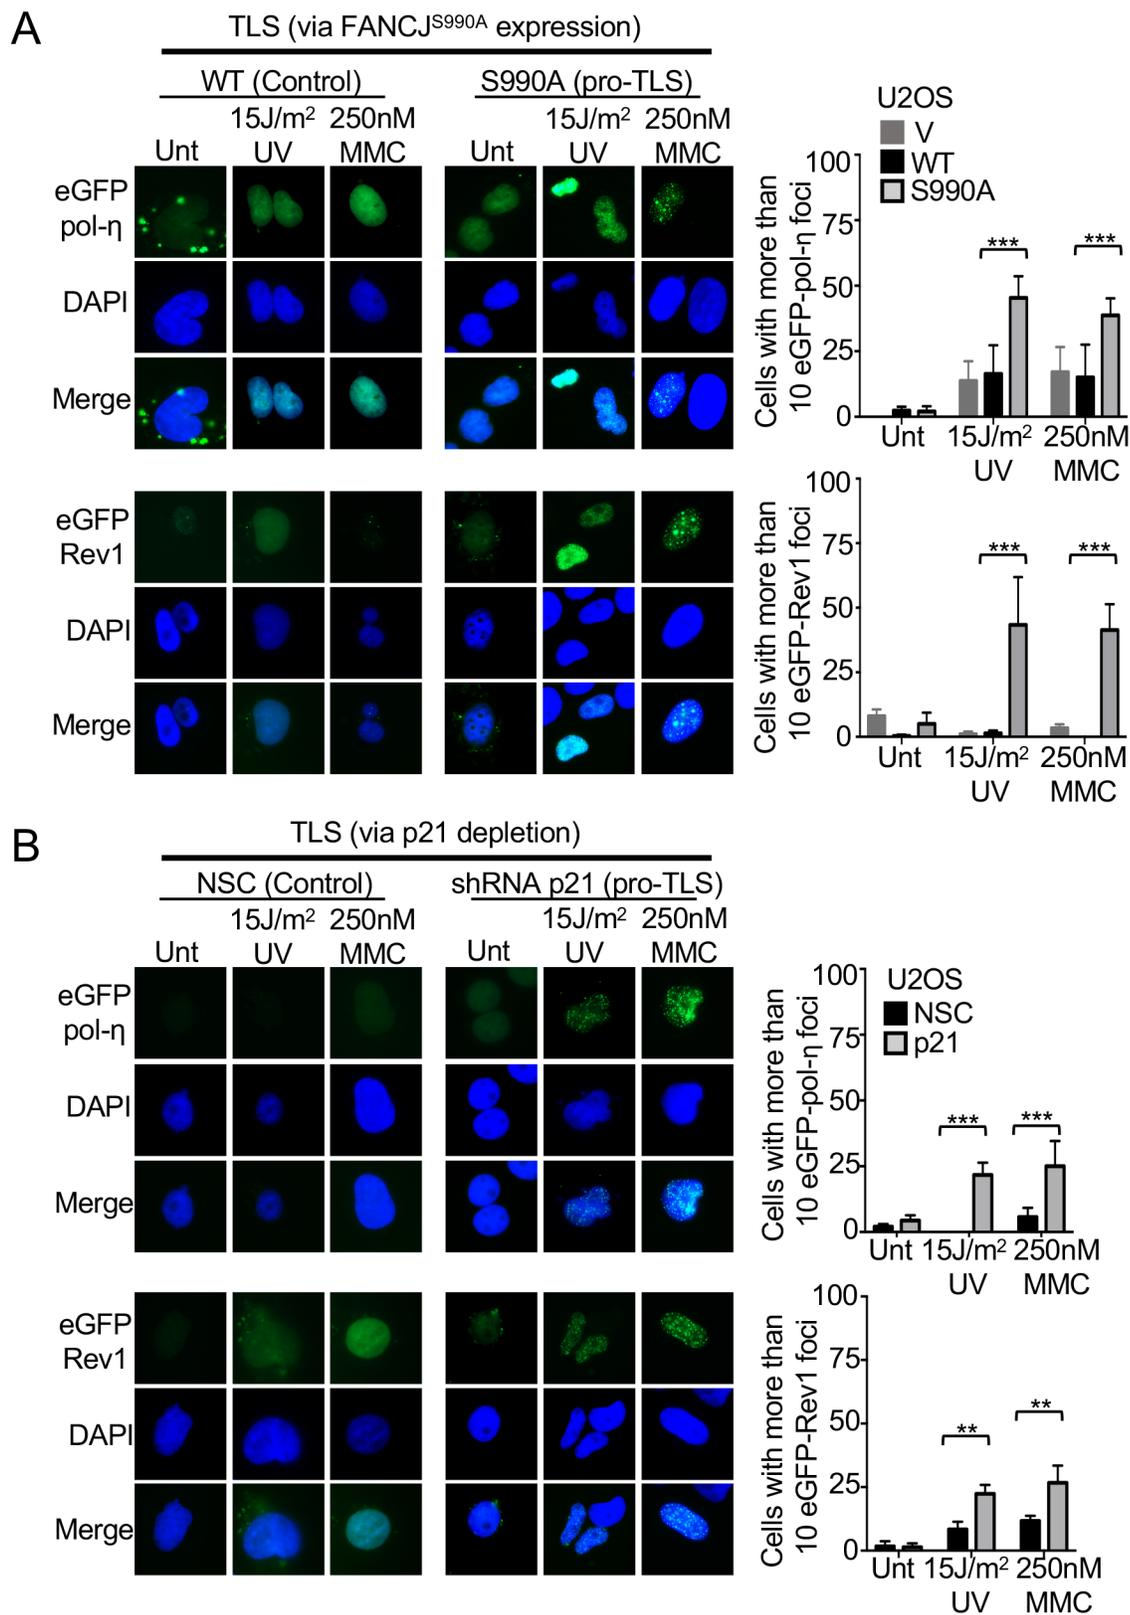 A
TLS (via FANCJS990A expression)
WT (Control)
S990A (pro-TLS)
15J/m2 250nM
15J/m2 250nM
Unt UV MMC
Unt UV MMC
eGFP
pol-η
DAPI
Merge
eGFP
Rev1
DAPI
Merge
U2OS
V
WT
S990A
Cells with more than
10 eGFP-pol-η foci
100
75
50
25
0
***
***
Unt 15J/m2 250nM
UV MMC
Cells with more than
10 eGFP-Rev1 foci
100
75
50
25
0
***
***
Unt 15J/m2 250nM
UV MMC
B
TLS (via p21 depletion)
NSC (Control)
shRNA p21 (pro-TLS)
15J/m2 250nM
15J/m2 250nM
Unt UV MMC
Unt UV MMC
eGFP
pol-η
DAPI
Merge
eGFP
Rev1
DAPI
Merge
U2OS
NSC
p21
Cells with more than
10 eGFP-pol-η foci
100
75
50
25
0
***
***
Unt 15J/m2 250nM
UV MMC
Cells with more than
10 eGFP-Rev1 foci
100
75
50
25
0
**
**
Unt 15J/m2 250nM
UV MMC